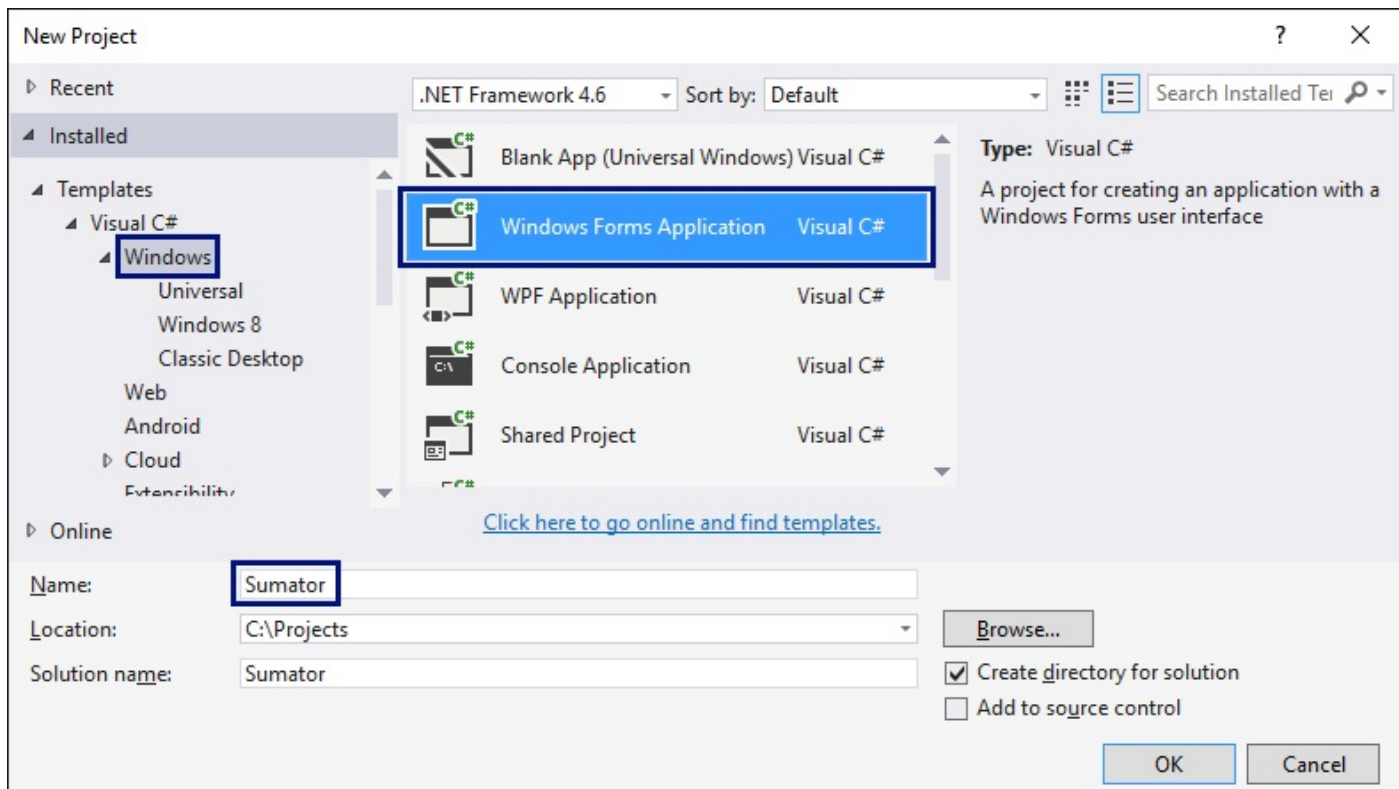 New Project
?
Recent
.NET Framework 4.6
Sort by: Default
Search Installed Te
Installed
Templates
Visual C#
Windows
Universal
Windows 8
Classic Desktop
Web
Android
Cloud
Extensibility
Online
C# Blank App (Universal Windows) Visual C#
C# Windows Forms Application Visual C#
C# WPF Application Visual C#
C# C:\ Console Application Visual C#
C# Shared Project Visual C#
C#
Click here to go online and find templates.
Type: Visual C#
A project for creating an application with a
Windows Forms user interface
Name: Sumator
Location: C:\Projects
Browse...
Solution name: Sumator
Create directory for solution
Add to source control
OK
Cancel